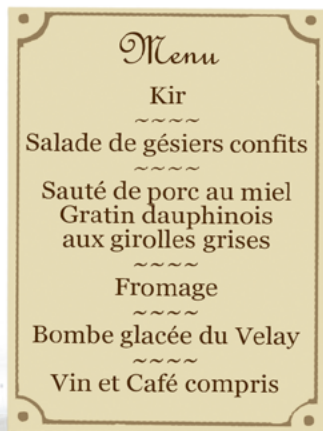 Menu
Kir
~~~~
Salade de gésiers confits
~~~~
Sauté de porc au miel
Gratin dauphinois
aux girolles grises
~~~~
Fromage
~~~~
Bombe glacée du Velay
~~~~
Vin et Café compris